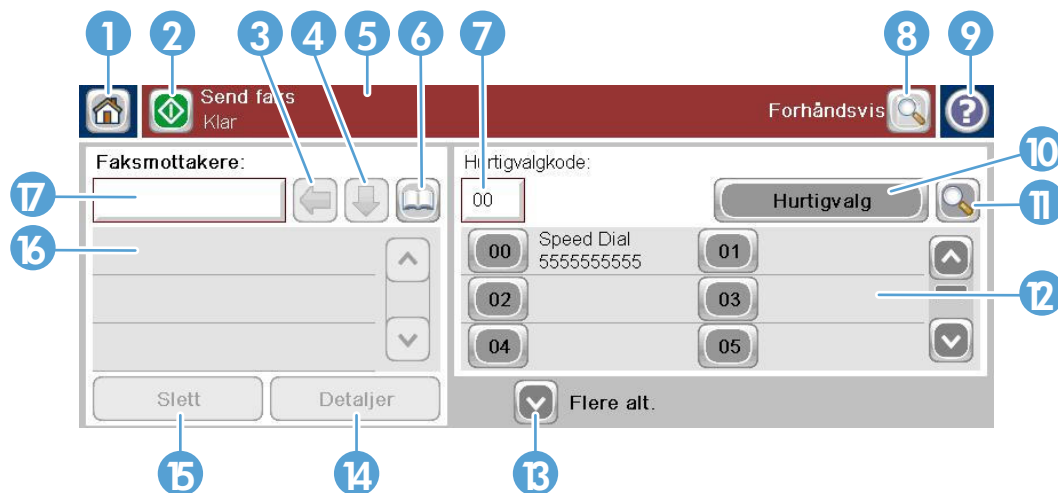 1 2 3 4 5 6 7 8 9
Send faks
Klar
Forhåndsvis
?
Faksmottakere:
Hurtigvalgkode:
10
17
00
Hurtigvalg
11
16
00 Speed Dial 01
5555555555
02 03
12
04 05
Slett Detaljer
Flere alt.
15 14 13